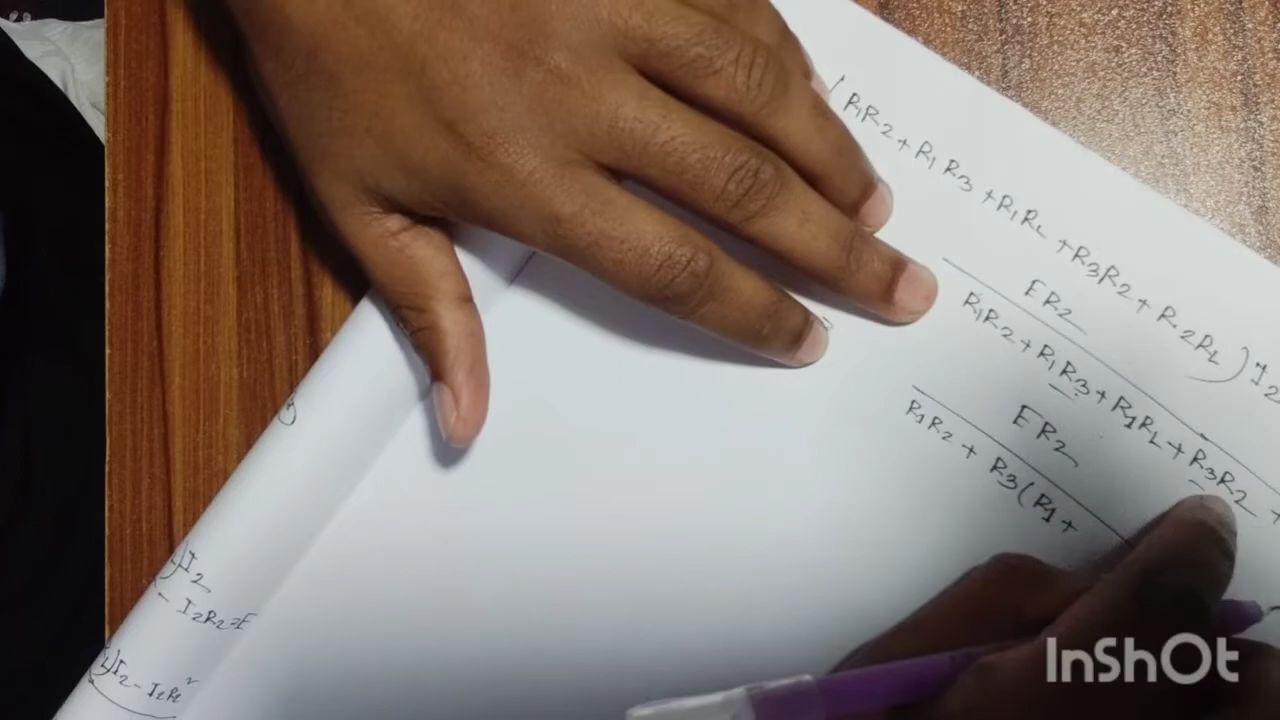 (R1R2 + R1R3 + R1RL + R3R2 + R2RL) I2
ER2
R1R2 + R1R3 + R1RL + R3R2 +
ER2
R1R2 + R3(R1 +
)I2
- I2R2=E
)I2 - I2R2²
InShOt